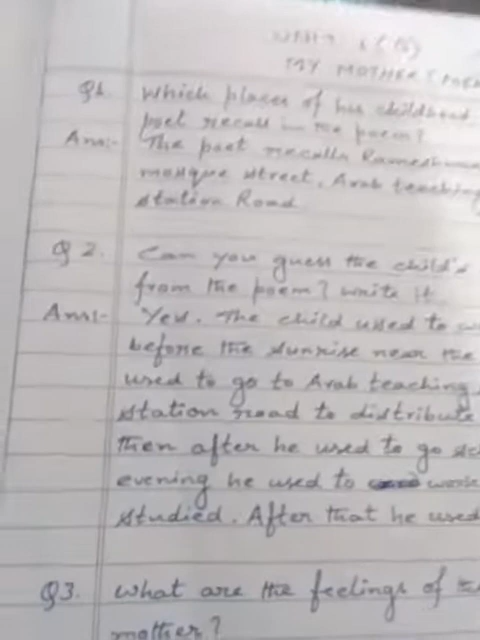 UNIT 1 (B)
MY MOTHER'S POEM
Q1. Which places of his childhood
poet recall in the poem?
Ans:- The poet recalls
mosque street, Arab teaching
station Road
Q 2. Can you guess the child's
from the poem? write it.
Ans:- Yes. The child used to
before the sunrise near the
used to go to Arab teaching
station road to distribute
then after he used to go
evening he used to work
studied. After that he used
Q3. What are the feelings of
mother?